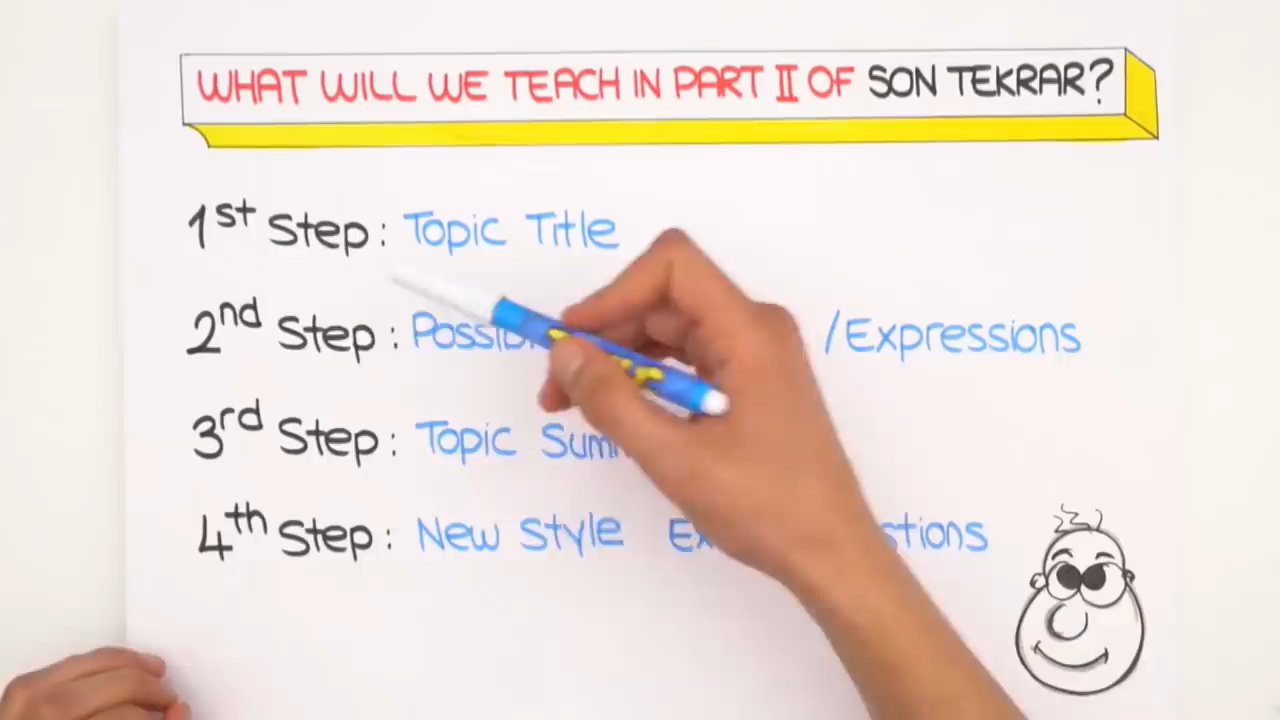 WHAT WILL WE TEACH IN PART II OF SON TEKRAR?
1st Step: Topic Title
2nd Step: /Expressions
3rd Step: Topic
4th Step: New Style